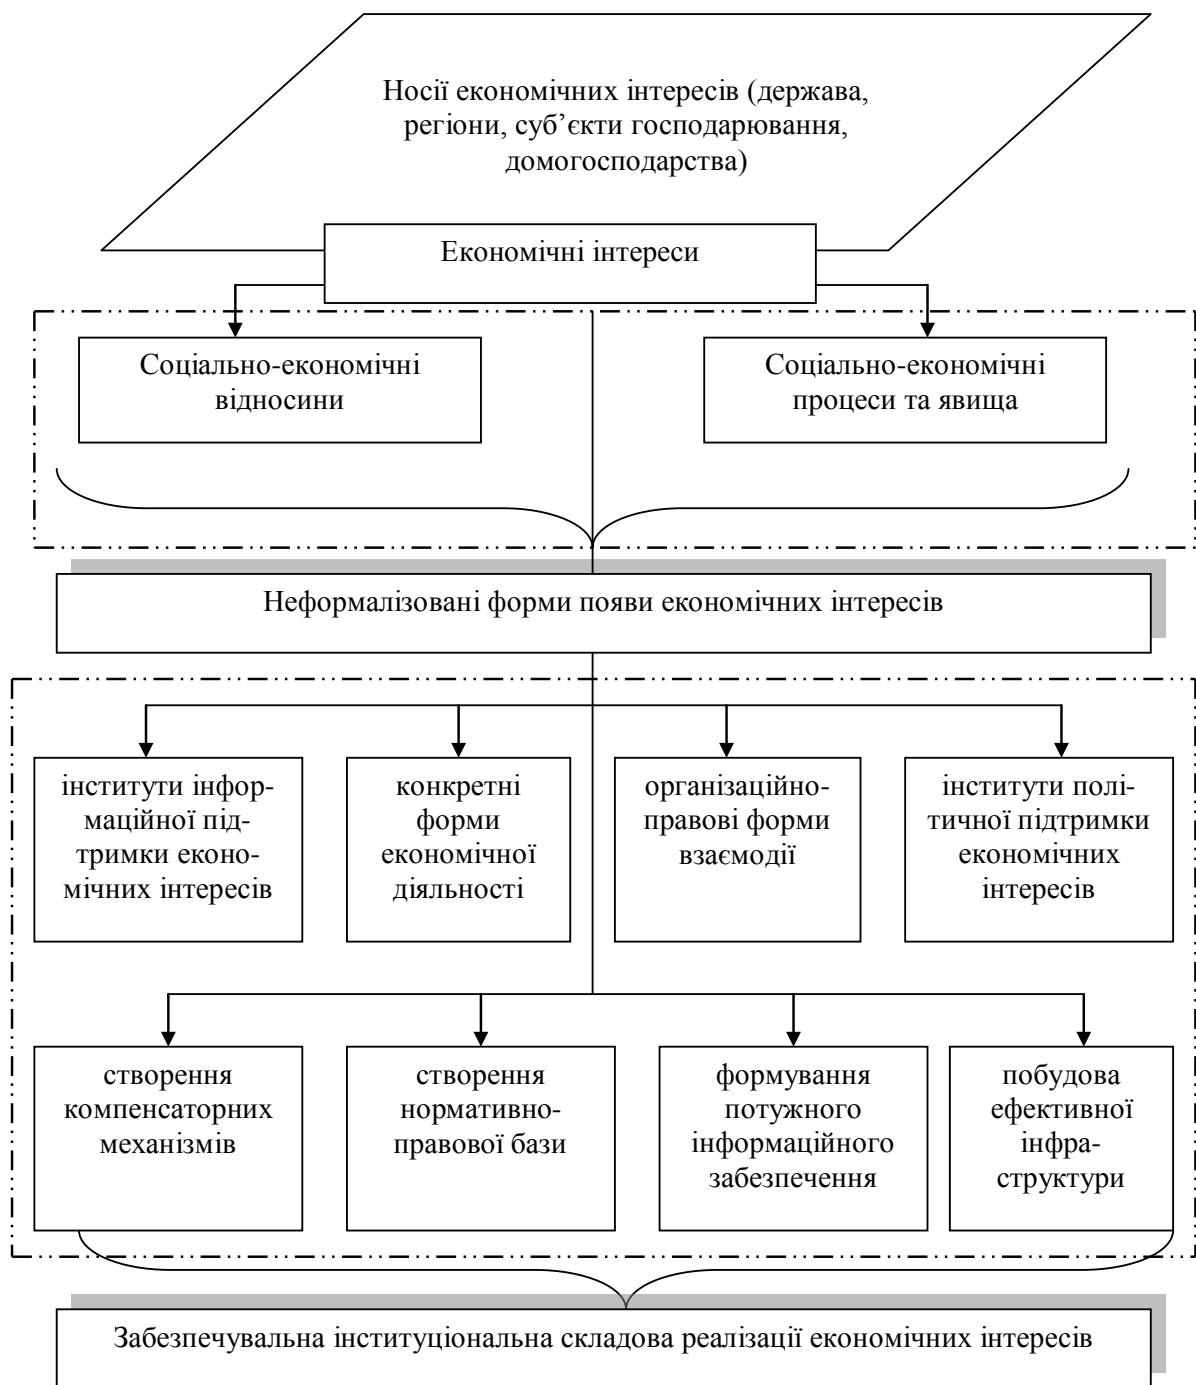 Носії економічних інтересів (держава,
регіони, суб’єкти господарювання,
домогосподарства)
Економічні інтереси
Соціально-економічні
відносини
Соціально-економічні
процеси та явища
Неформалізовані форми появи економічних інтересів
інститути інфор-
маційної під-
тримки еконо-
мічних інтересів
конкретні
форми
економічної
діяльності
організаційно-
правові форми
взаємодії
інститути полі-
тичної підтримки
економічних
інтересів
створення
компенсаторних
механізмів
створення
нормативно-
правової бази
формування
потужного
інформаційного
забезпечення
побудова
ефективної
інфра-
структури
Забезпечувальна інституціональна складова реалізації економічних інтересів